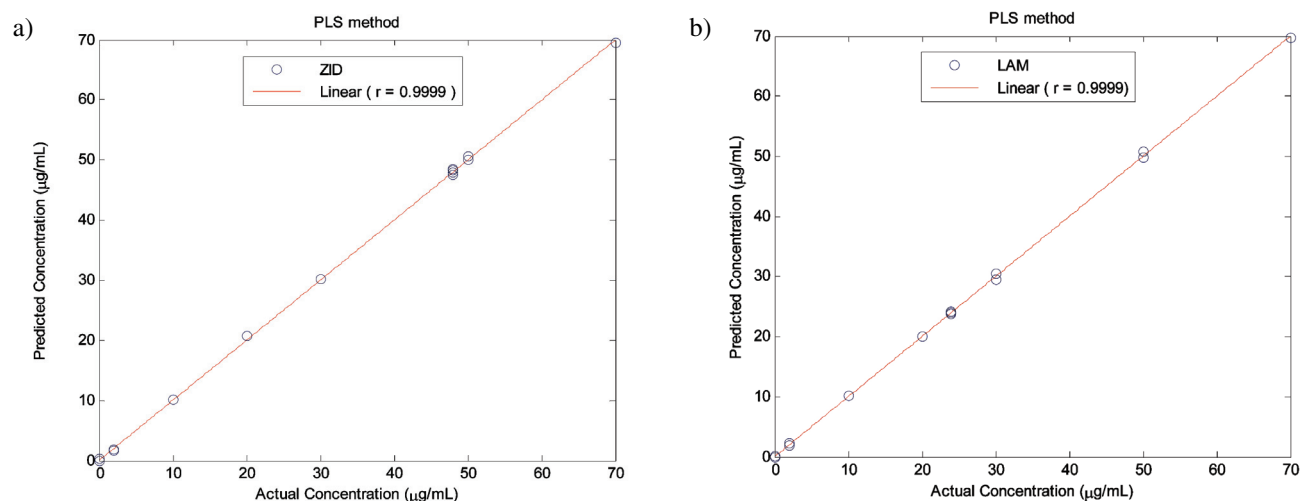 a)
PLS method
70
60
50
40
30
20
10
0
Predicted Concentration (µg/mL)
ZID
Linear ( r = 0.9999 )
0 10 20 30 40 50 60 70
Actual Concentration (µg/mL)
b)
PLS method
70
60
50
40
30
20
10
0
Predicted Concentration (µg/mL)
LAM
Linear ( r = 0.9999)
0 10 20 30 40 50 60 70
Actual Concentration (µg/mL)